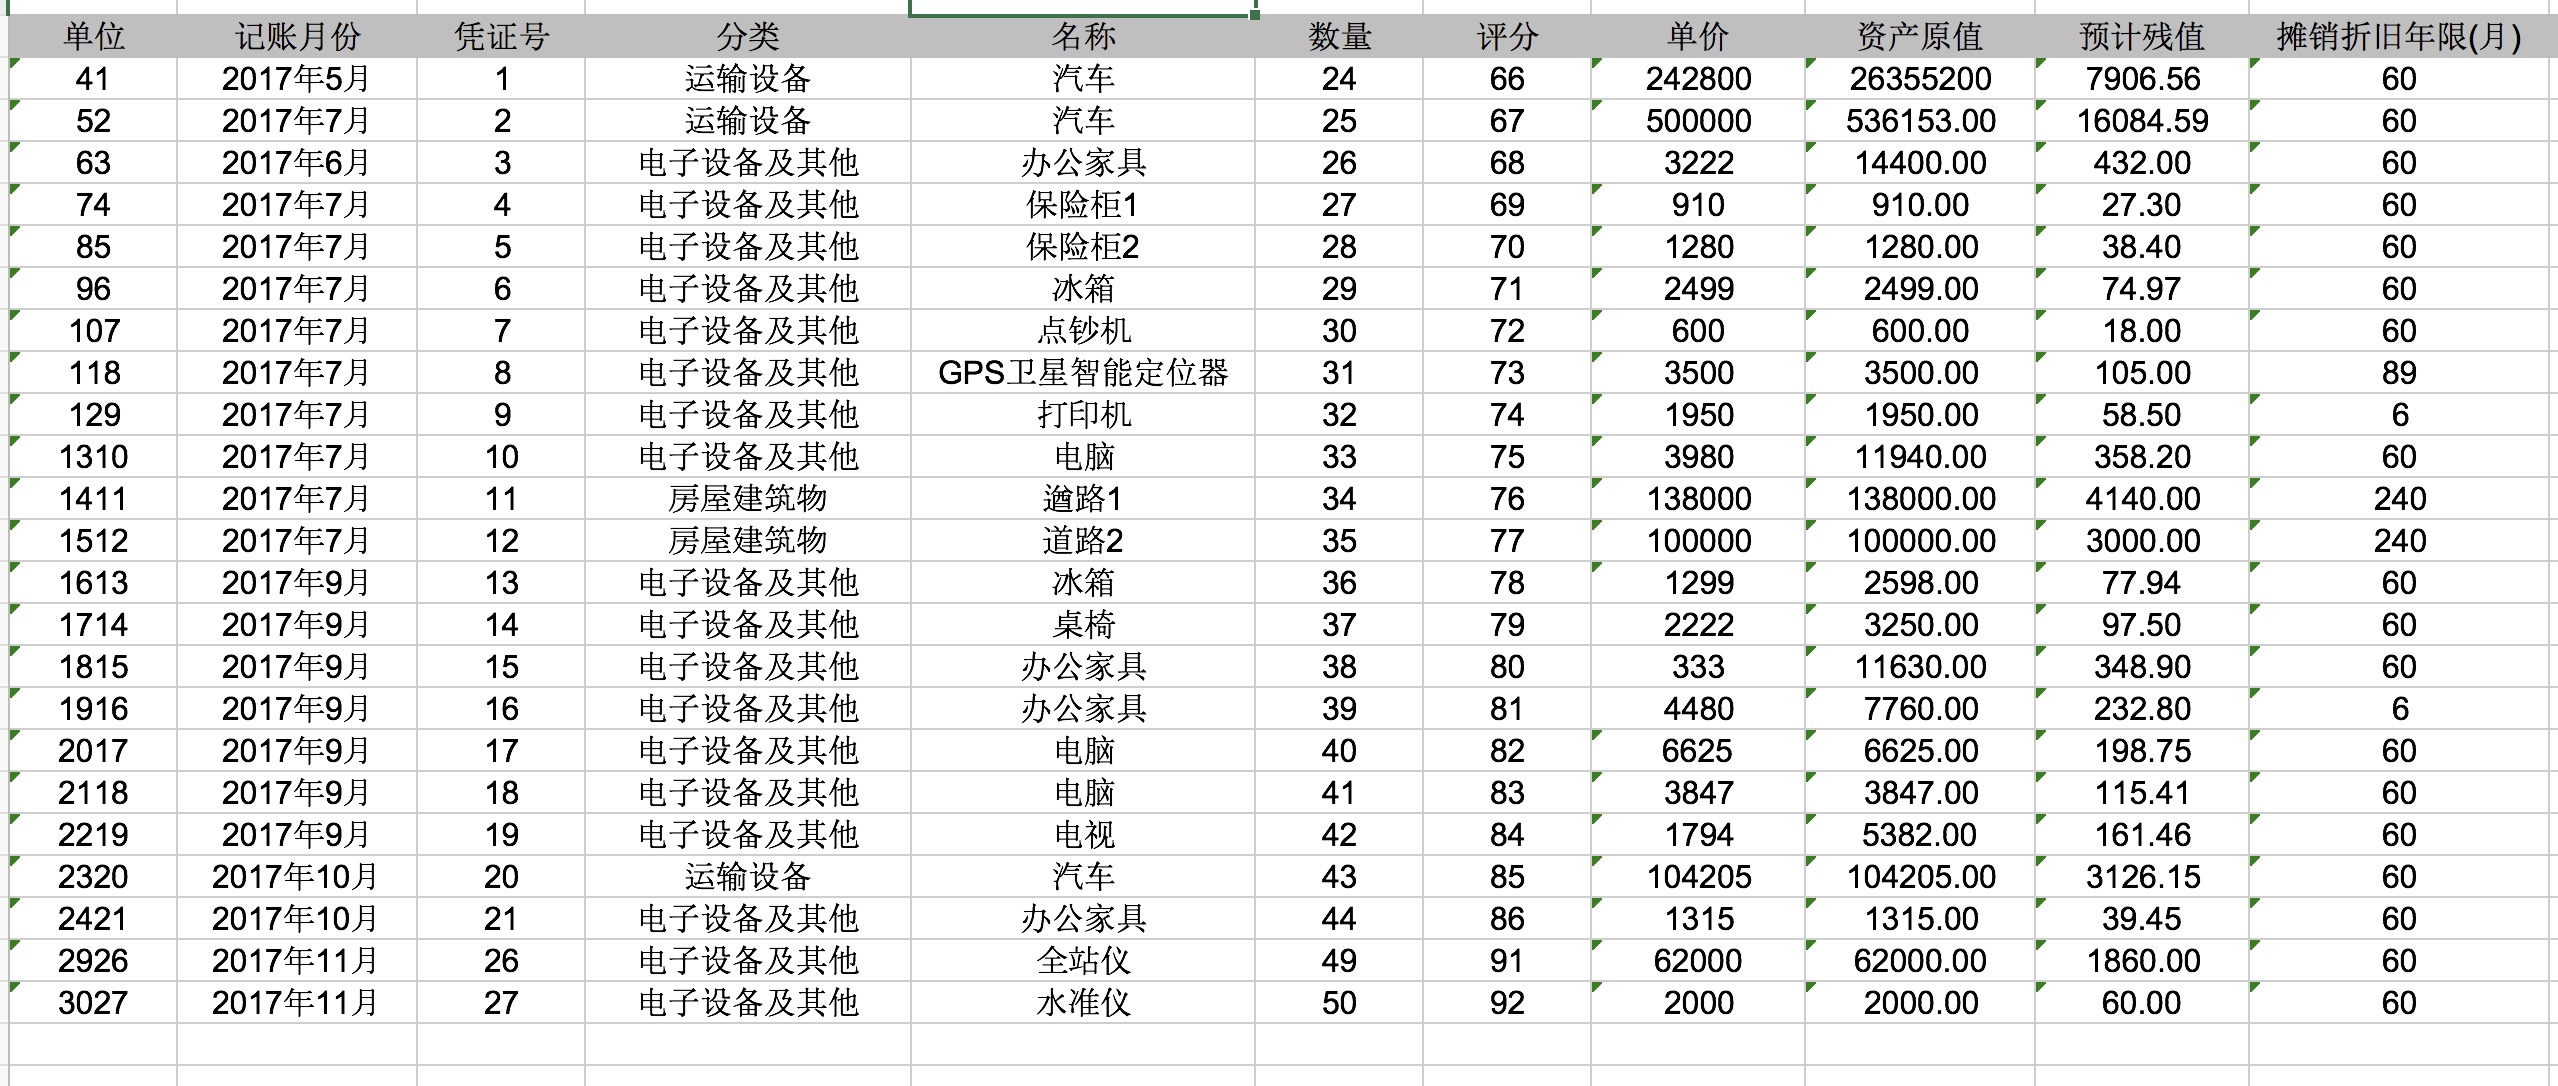 单位 记账月份 凭证号 分类 名称 数量 评分 单价 资产原值 预计残值 摊销折旧年限(月)
41 2017年5月 1 运输设备 汽车 24 66 242800 26355200 7906.56 60
52 2017年7月 2 运输设备 汽车 25 67 500000 536153.00 16084.59 60
63 2017年6月 3 电子设备及其他 办公家具 26 68 3222 14400.00 432.00 60
74 2017年7月 4 电子设备及其他 保险柜1 27 69 910 910.00 27.30 60
85 2017年7月 5 电子设备及其他 保险柜2 28 70 1280 1280.00 38.40 60
96 2017年7月 6 电子设备及其他 冰箱 29 71 2499 2499.00 74.97 60
107 2017年7月 7 电子设备及其他 点钞机 30 72 600 600.00 18.00 60
118 2017年7月 8 电子设备及其他 GPS卫星智能定位器 31 73 3500 3500.00 105.00 89
129 2017年7月 9 电子设备及其他 打印机 32 74 1950 1950.00 58.50 6
1310 2017年7月 10 电子设备及其他 电脑 33 75 3980 11940.00 358.20 60
1411 2017年7月 11 房屋建筑物 道路1 34 76 138000 138000.00 4140.00 240
1512 2017年7月 12 房屋建筑物 道路2 35 77 100000 100000.00 3000.00 240
1613 2017年9月 13 电子设备及其他 冰箱 36 78 1299 2598.00 77.94 60
1714 2017年9月 14 电子设备及其他 桌椅 37 79 2222 3250.00 97.50 60
1815 2017年9月 15 电子设备及其他 办公家具 38 80 333 11630.00 348.90 60
1916 2017年9月 16 电子设备及其他 办公家具 39 81 4480 7760.00 232.80 6
2017 2017年9月 17 电子设备及其他 电脑 40 82 6625 6625.00 198.75 60
2118 2017年9月 18 电子设备及其他 电脑 41 83 3847 3847.00 115.41 60
2219 2017年9月 19 电子设备及其他 电视 42 84 1794 5382.00 161.46 60
2320 2017年10月 20 运输设备 汽车 43 85 104205 104205.00 3126.15 60
2421 2017年10月 21 电子设备及其他 办公家具 44 86 1315 1315.00 39.45 60
2926 2017年11月 26 电子设备及其他 全站仪 49 91 62000 62000.00 1860.00 60
3027 2017年11月 27 电子设备及其他 水准仪 50 92 2000 2000.00 60.00 60